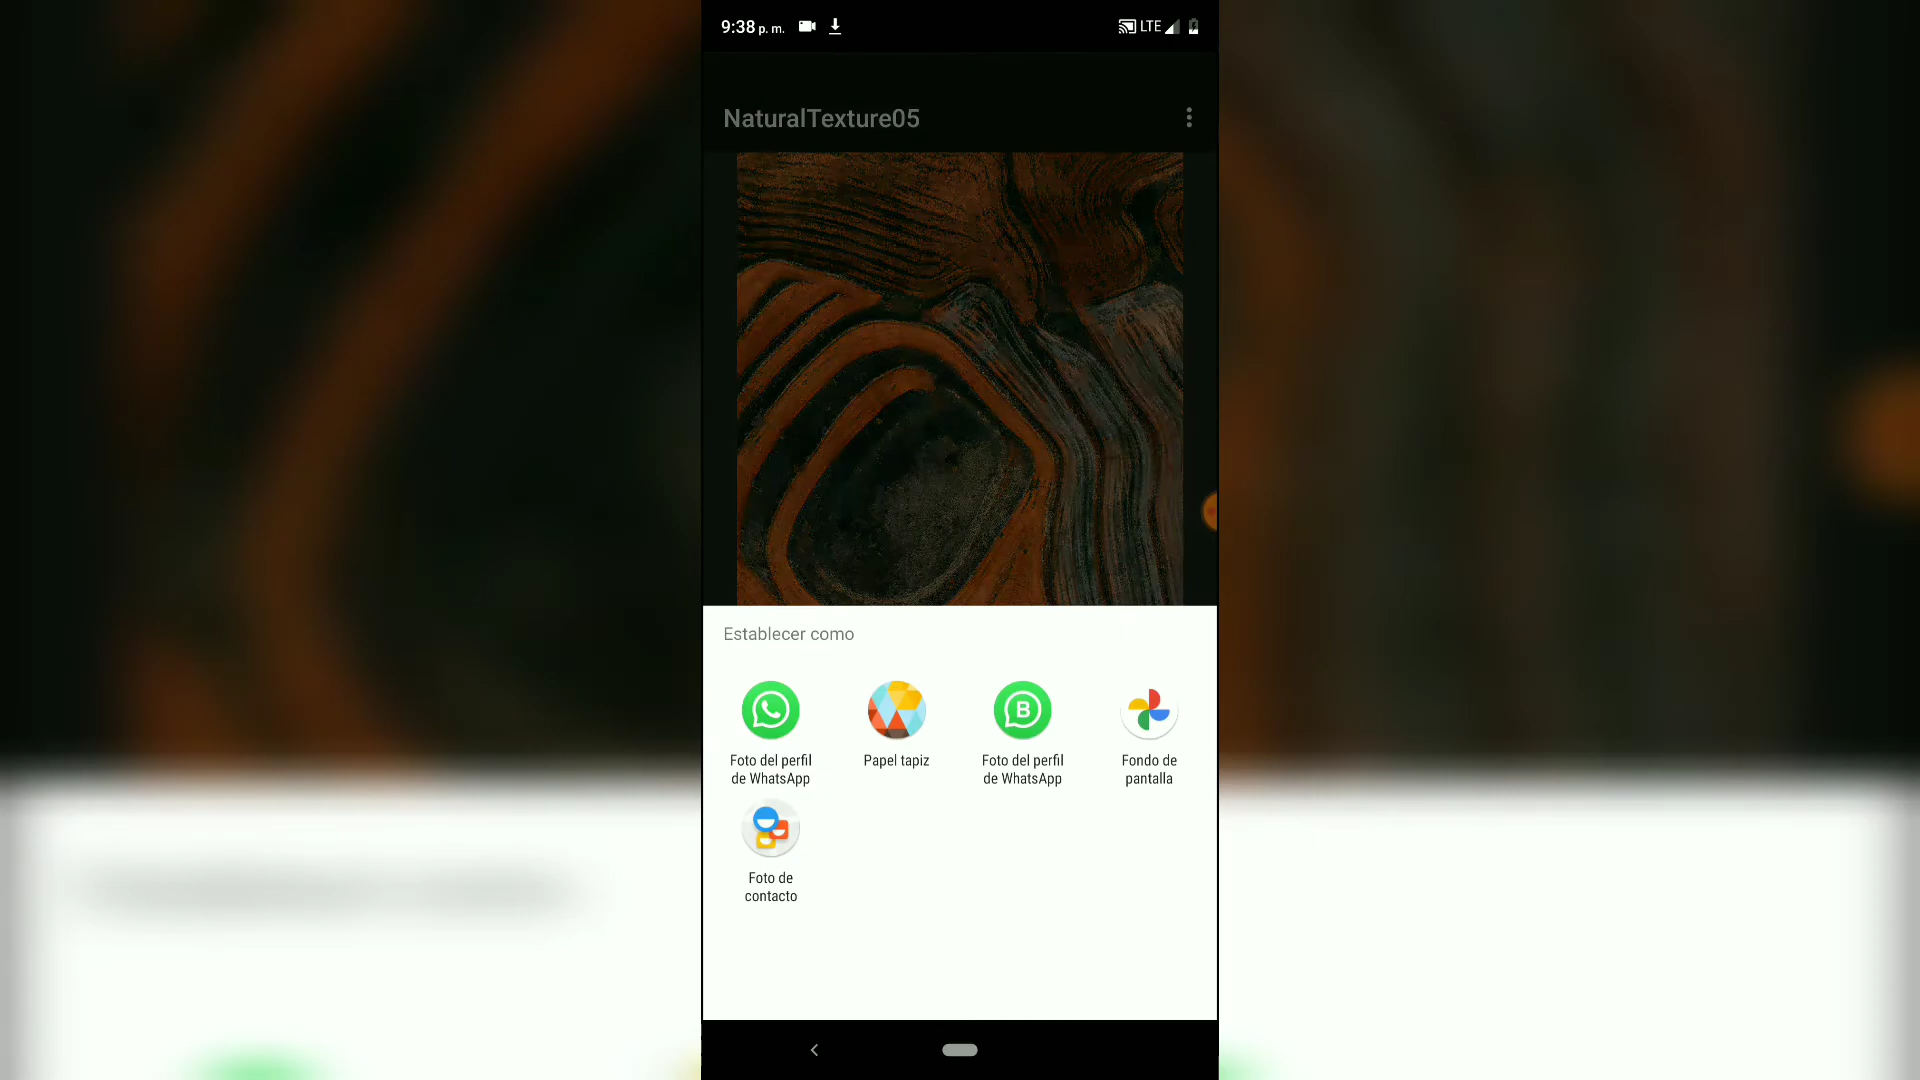 9:38 p. m.
LTE
NaturalTexture05
Establecer como
Foto del perfil
de WhatsApp
Papel tapiz
Foto del perfil
de WhatsApp
Fondo de
pantalla
Foto de
contacto